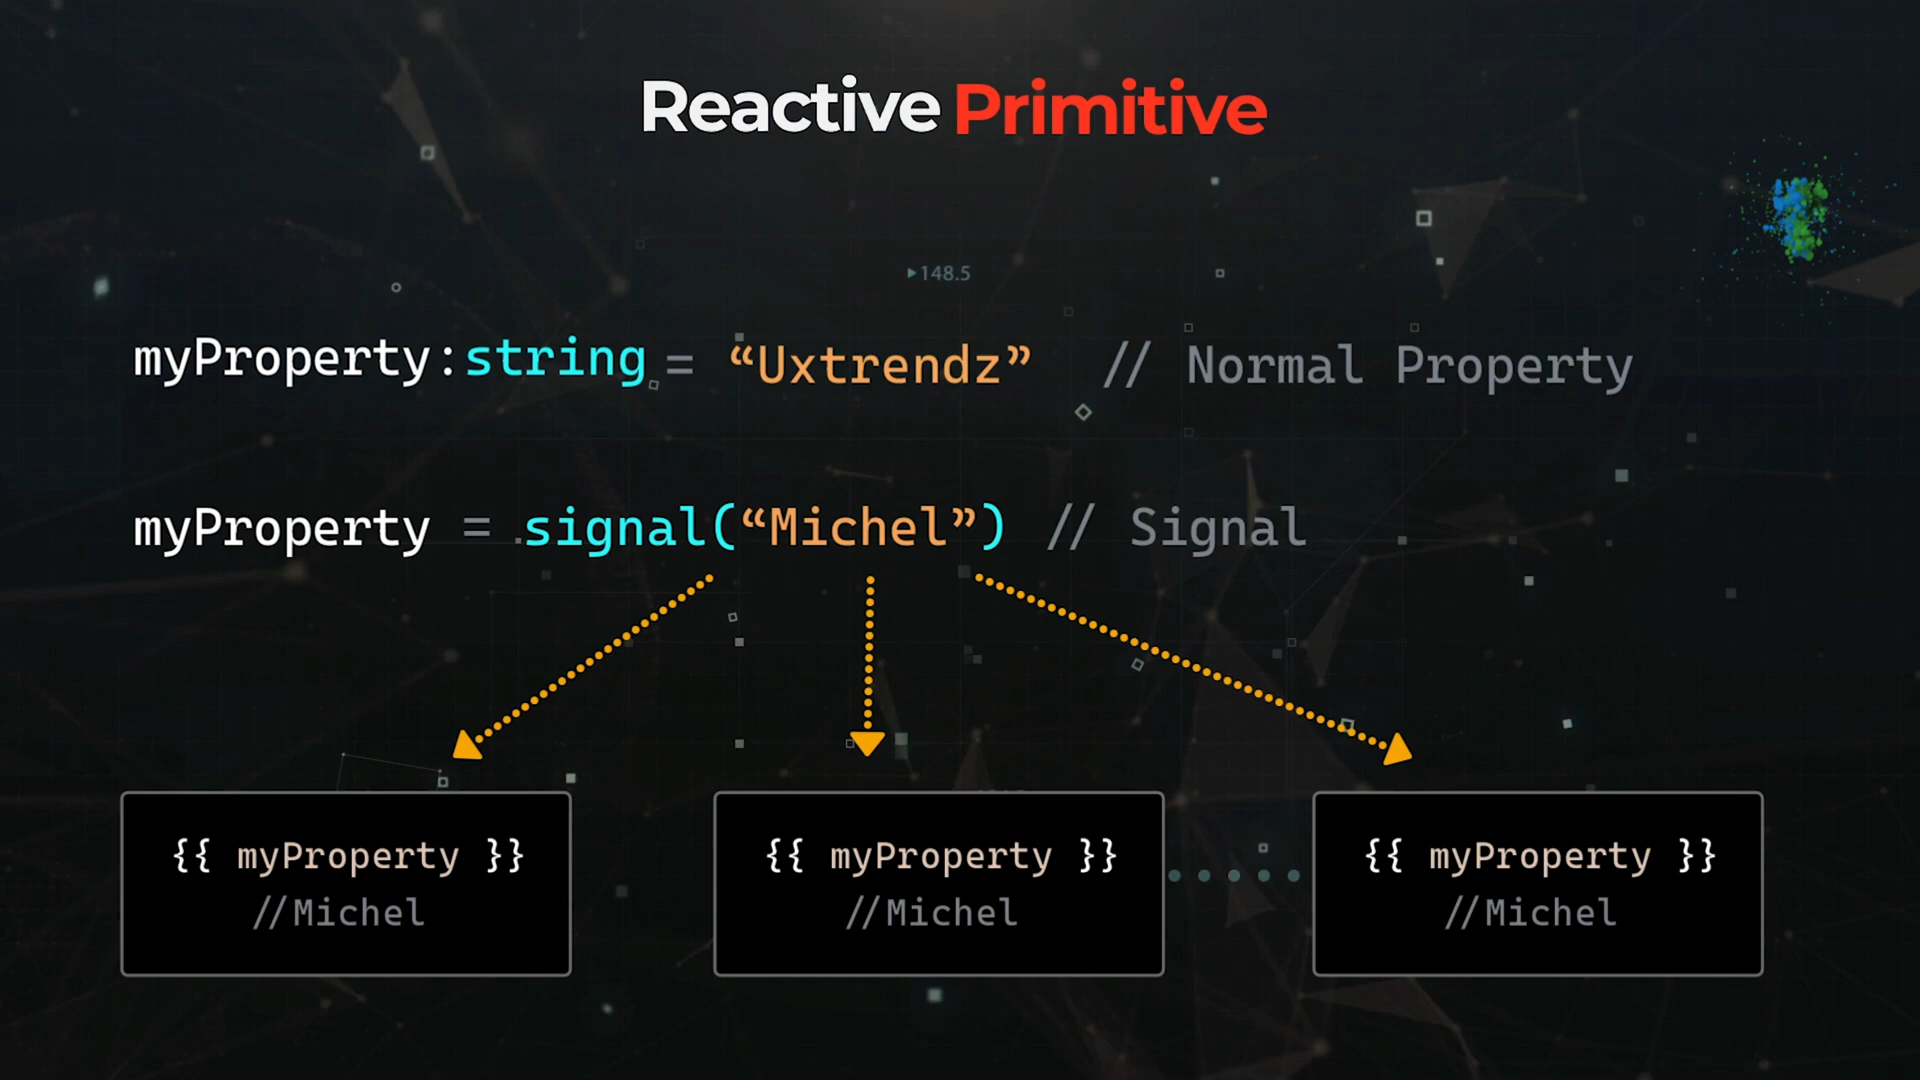 Reactive Primitive
148.5
myProperty:string = “Uxtrendz” // Normal Property
myProperty = signal(“Michel”) // Signal
{{ myProperty }}
//Michel
{{ myProperty }}
//Michel
{{ myProperty }}
//Michel